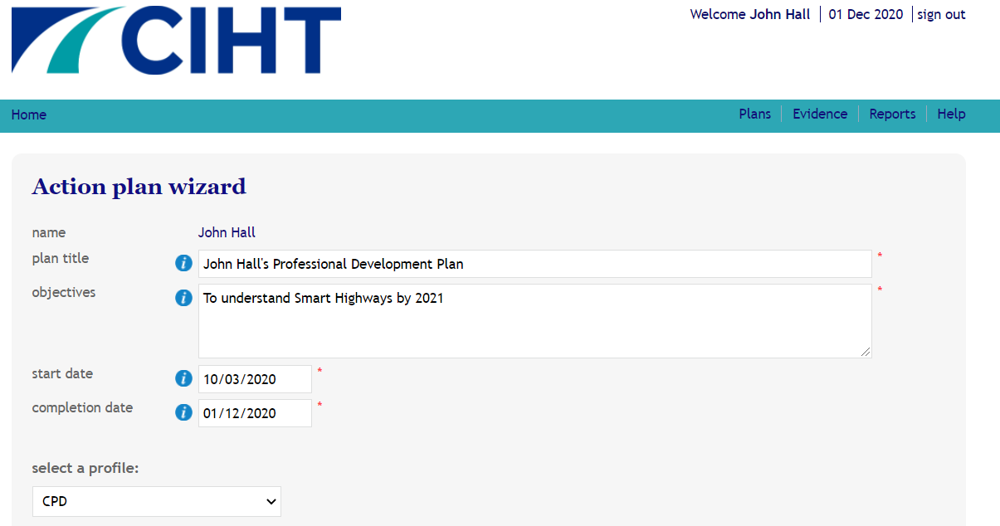 CIHT
Welcome John Hall | 01 Dec 2020 | sign out
Home Plans Evidence Reports Help
Action plan wizard
name John Hall
plan title i John Hall's Professional Development Plan *
objectives i To understand Smart Highways by 2021 *
start date i 10/03/2020 *
completion date i 01/12/2020 *
select a profile:
CPD